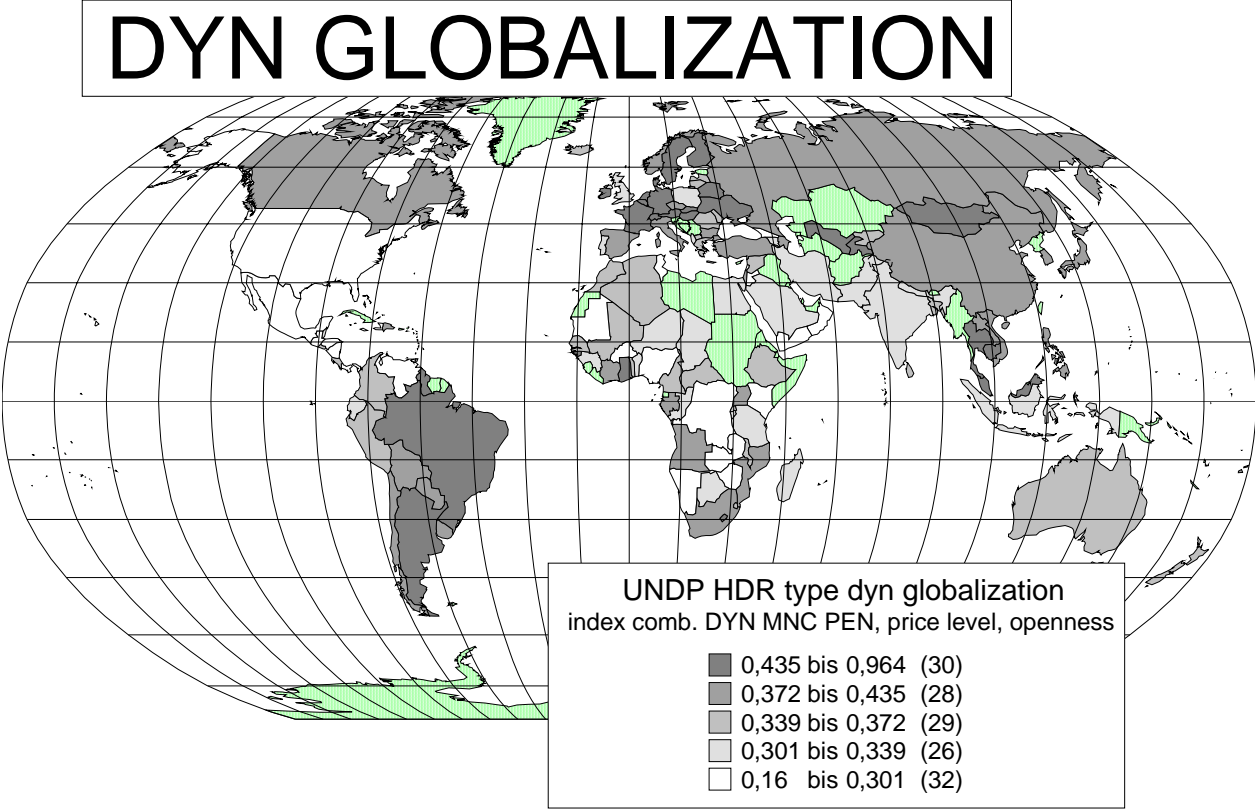 DYN GLOBALIZATION
UNDP HDR type dyn globalization
index comb. DYN MNC PEN, price level, openness
0,435 bis 0,964 (30)
0,372 bis 0,435 (28)
0,339 bis 0,372 (29)
0,301 bis 0,339 (26)
0,16 bis 0,301 (32)